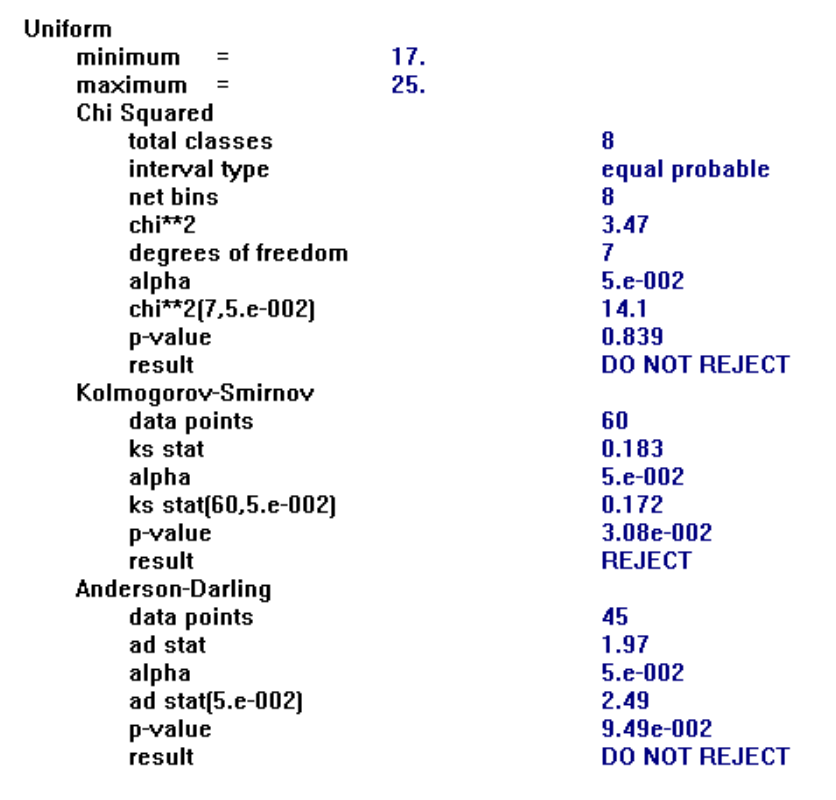 Uniform
minimum = 17.
maximum = 25.
Chi Squared
total classes 8
interval type equal probable
net bins 8
chi**2 3.47
degrees of freedom 7
alpha 5.e-002
chi**2(7,5.e-002) 14.1
p-value 0.839
result DO NOT REJECT
Kolmogorov-Smirnov
data points 60
ks stat 0.183
alpha 5.e-002
ks stat(60,5.e-002) 0.172
p-value 3.08e-002
result REJECT
Anderson-Darling
data points 45
ad stat 1.97
alpha 5.e-002
ad stat(5.e-002) 2.49
p-value 9.49e-002
result DO NOT REJECT